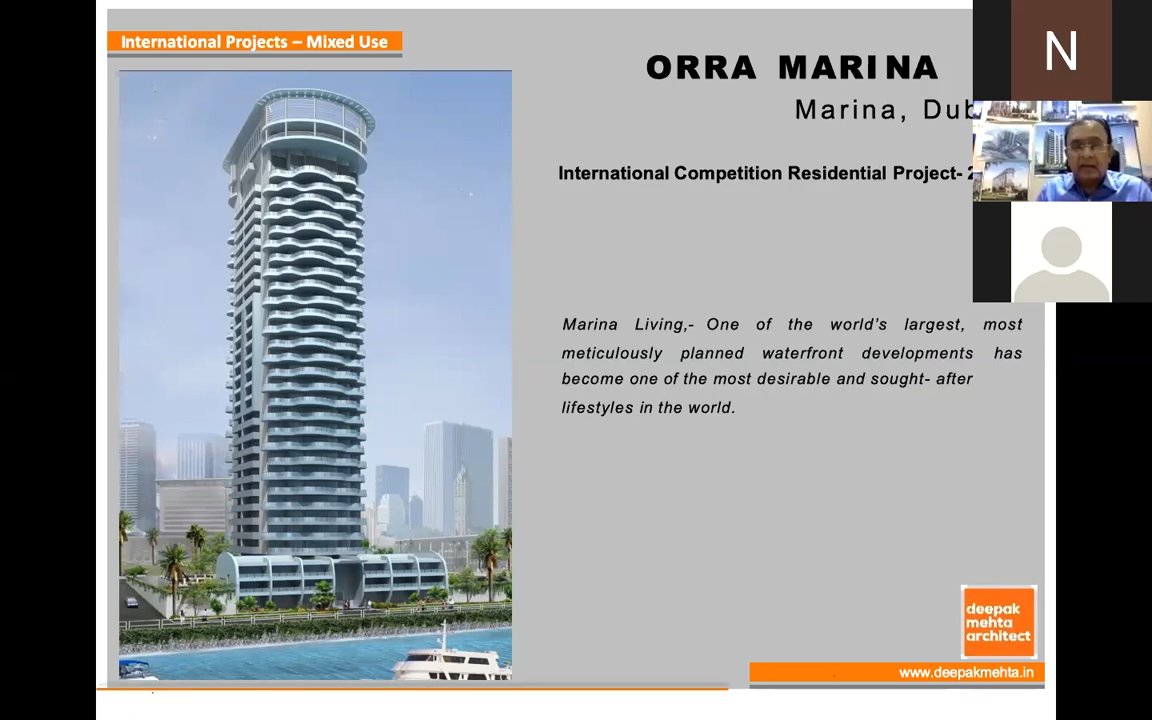 International Projects – Mixed Use
N
ORRA MARINA
Marina,
International Competition Residential Project-
Marina Living,- One of the world's largest, most
meticulously planned waterfront developments has
become one of the most desirable and sought- after
lifestyles in the world.
deepak
mehta
architect
www.deepakmehta.in